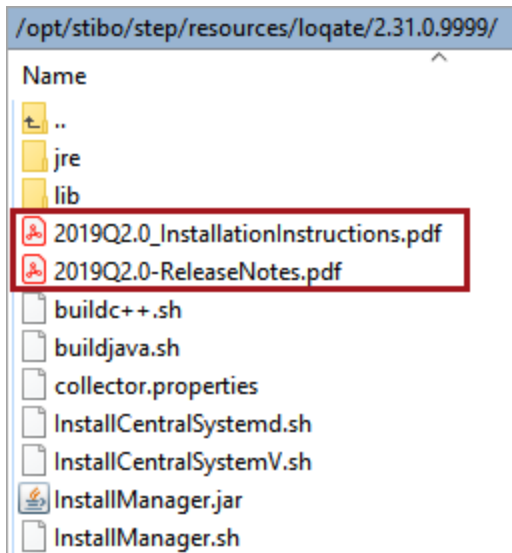 /opt/stibo/step/resources/loqate/2.31.0.9999/
Name
..
jre
lib
2019Q2.0_InstallationInstructions.pdf
2019Q2.0-ReleaseNotes.pdf
buildc++.sh
buildjava.sh
collector.properties
InstallCentralSystemd.sh
InstallCentralSystemV.sh
InstallManager.jar
InstallManager.sh